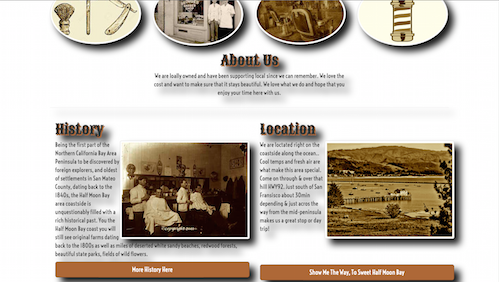 About Us
We are loally owned and have been supporting local since we can remember. We love the
cost and want to make sure that it stays beautiful. We love what we do and hope that you
enjoy your time here with us.
History
Being the first part of the
Northern California Bay Area
Peninsula to be discovered by
foreign explorers, and oldest
of settlements in San Mateo
County, dating back to the
1840s, the Half Moon Bay
area coastside is
unquestionably filled with a
rich historical past. You the
Half Moon Bay coast you will
still see original farms dating
back to the 1800s as well as miles of deserted white sandy beaches, redwood forests,
beautiful state parks, fields of wild flowers.
More History Here
Location
We are loctated right on the
coastside along the ocean..
Cool temps and fresh air are
what make this area special.
Come on through & over that
hill HWY92, Just south of San
Fransisco about 30min
depending & just acros the
way from the mid-peninsula
makes us a great stop or day
trip!
Show Me The Way, To Sweet Half Moon Bay